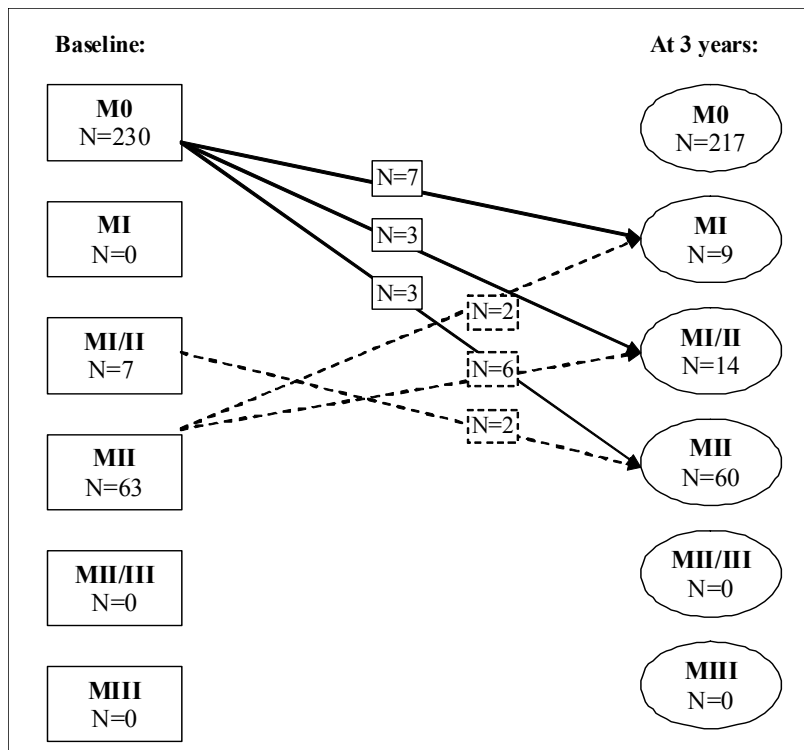 Baseline:
At 3 years:
M0
N=230
M0
N=217
N=7
MI
N=0
N=3
MI
N=9
N=3
N=2
MI/II
N=7
N=6
MI/II
N=14
N=2
MII
N=63
MII
N=60
MII/III
N=0
MII/III
N=0
MIII
N=0
MIII
N=0